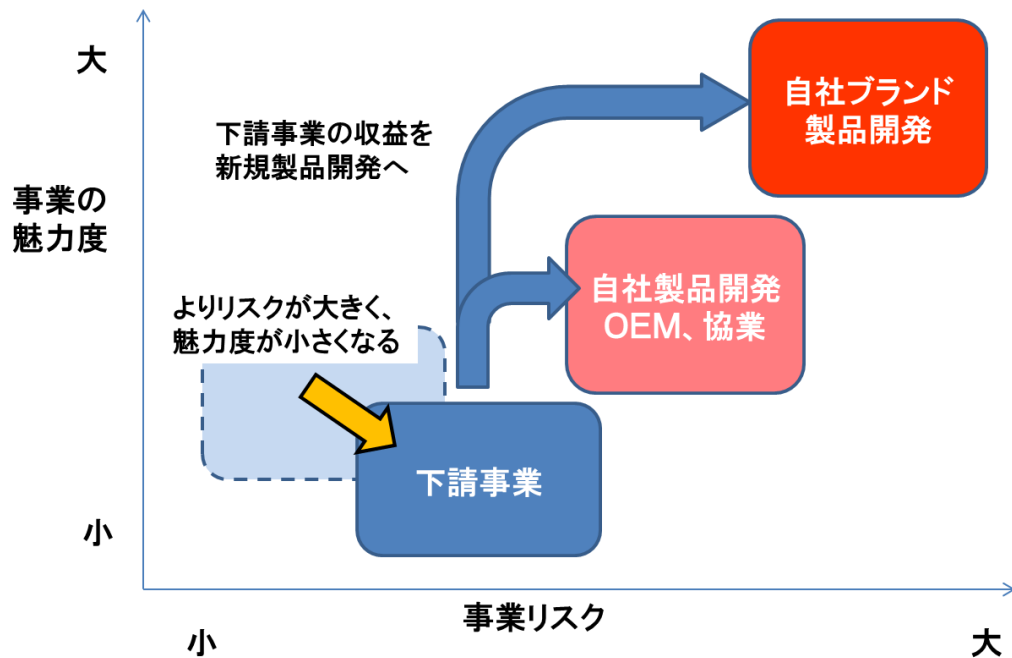 大
自社ブランド
製品開発
下請事業の収益を
新規製品開発へ
事業の
魅力度
自社製品開発
OEM、協業
よりリスクが大きく、
魅力度が小さくなる
下請事業
小
事業リスク
小
大